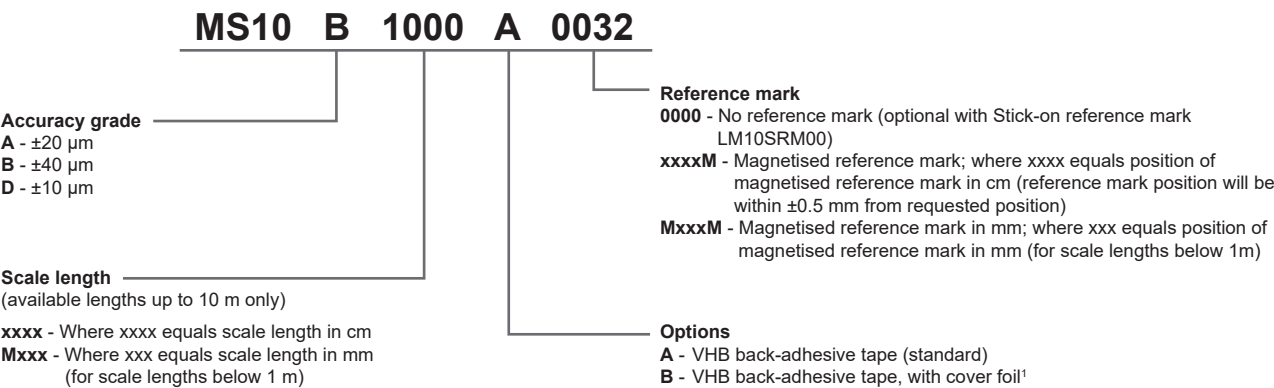 MS10 B 1000 A 0032
Accuracy grade
A - ±20 µm
B - ±40 µm
D - ±10 µm
Scale length
(available lengths up to 10 m only)
xxxx - Where xxxx equals scale length in cm
Mxxx - Where xxx equals scale length in mm
(for scale lengths below 1 m)
Reference mark
0000 - No reference mark (optional with Stick-on reference mark
LM10SRM00)
xxxxM - Magnetised reference mark; where xxxx equals position of
magnetised reference mark in cm (reference mark position will be
within ±0.5 mm from requested position)
MxxxM - Magnetised reference mark in mm; where xxx equals position of
magnetised reference mark in mm (for scale lengths below 1m)
Options
A - VHB back-adhesive tape (standard)
B - VHB back-adhesive tape, with cover foil¹